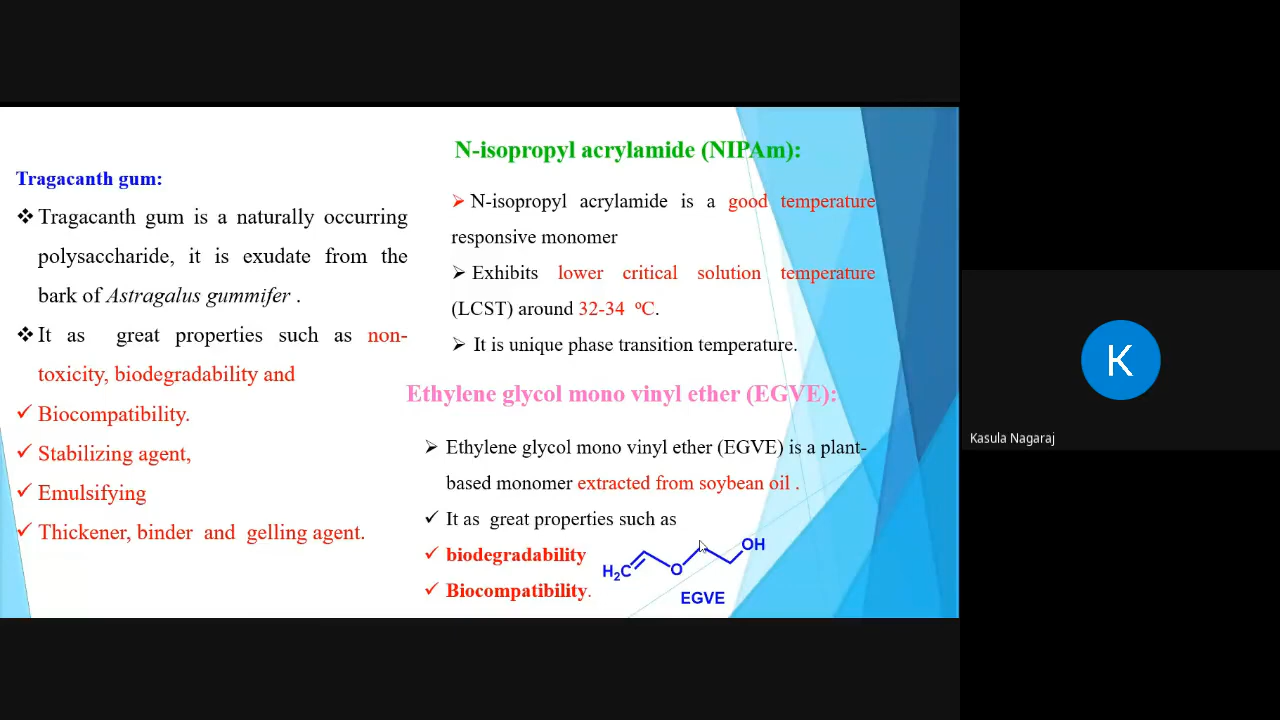 Tragacanth gum:
❖ Tragacanth gum is a naturally occurring
polysaccharide, it is exudate from the
bark of Astragalus gummifer .
❖ It as great properties such as non-
toxicity, biodegradability and
✓ Biocompatibility.
✓ Stabilizing agent,
✓ Emulsifying
✓ Thickener, binder and gelling agent.
N-isopropyl acrylamide (NIPAm):
➢ N-isopropyl acrylamide is a good temperature
responsive monomer
➢ Exhibits lower critical solution temperature
(LCST) around 32-34 ºC.
➢ It is unique phase transition temperature.
Ethylene glycol mono vinyl ether (EGVE):
➢ Ethylene glycol mono vinyl ether (EGVE) is a plant-
based monomer extracted from soybean oil .
✓ It as great properties such as
✓ biodegradability
✓ Biocompatibility.
H₂C O OH
EGVE
K
Kasula Nagaraj